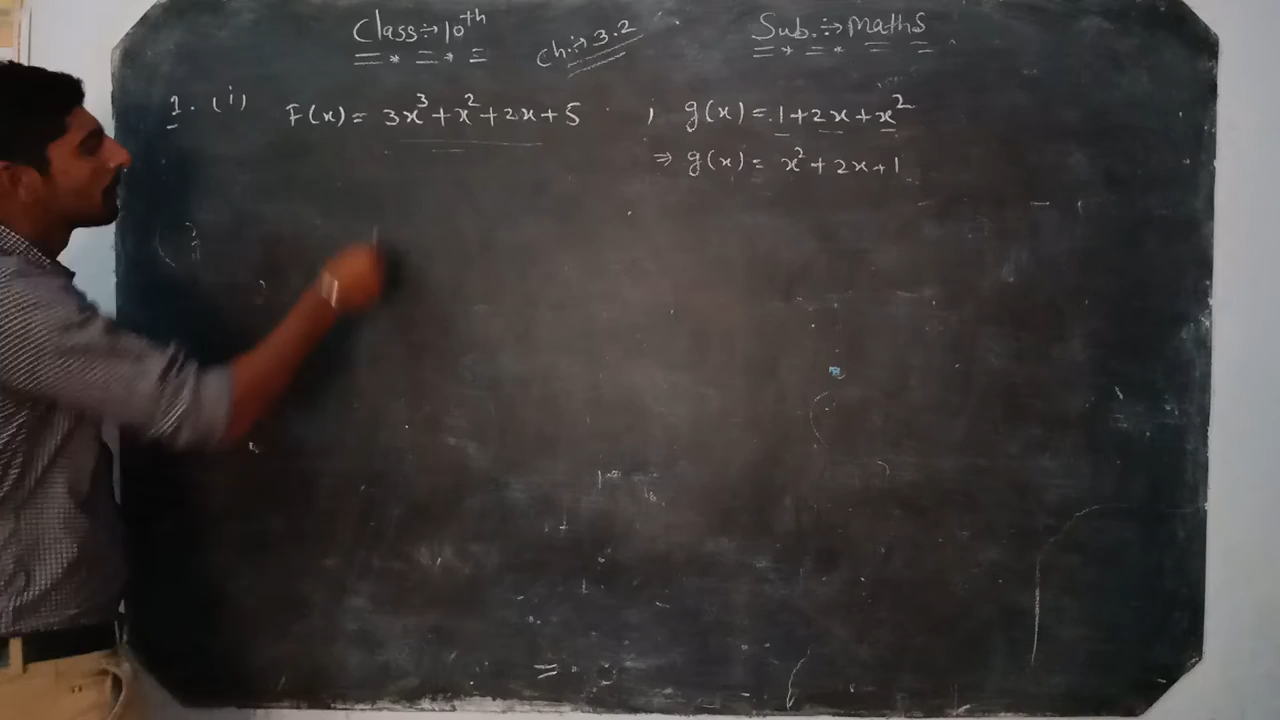 Class:- 10th
Ch:- 3.2
Sub.:- Maths
1. (i) F(x) = 3x³+x²+2x+5 ; g(x) = 1+2x+x²
⇒ g(x) = x²+2x+1